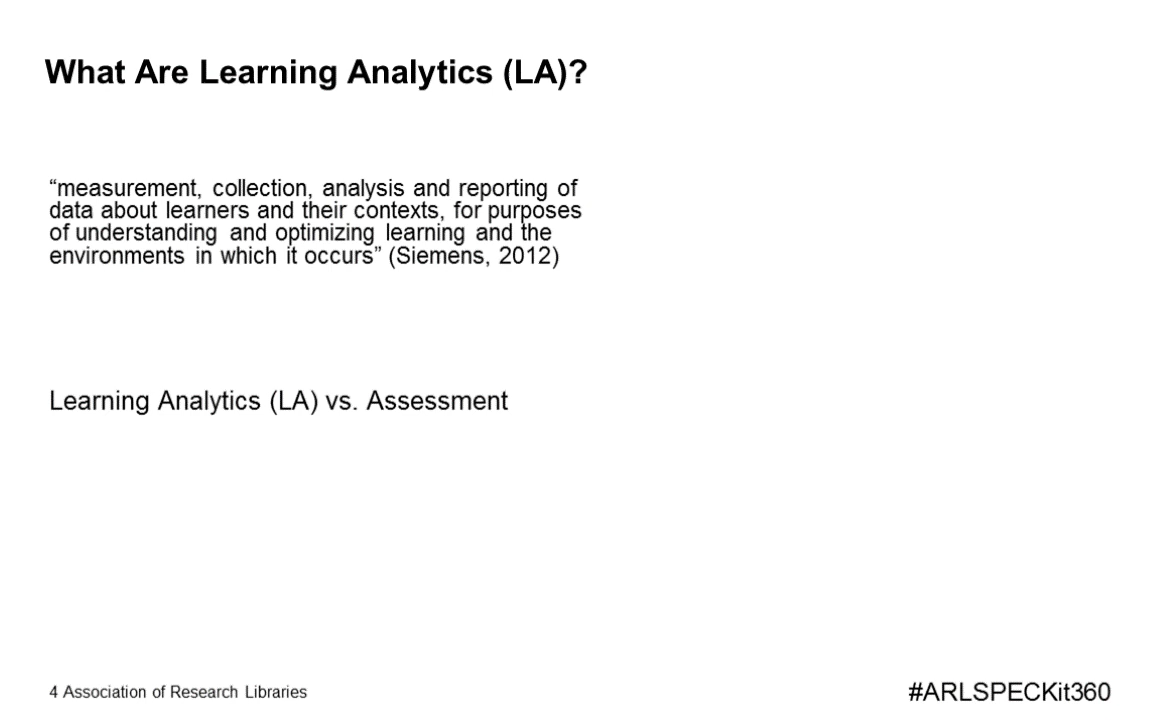 What Are Learning Analytics (LA)?
“measurement, collection, analysis and reporting of
data about learners and their contexts, for purposes
of understanding and optimizing learning and the
environments in which it occurs” (Siemens, 2012)
Learning Analytics (LA) vs. Assessment
4 Association of Research Libraries
#ARLSPECKit360